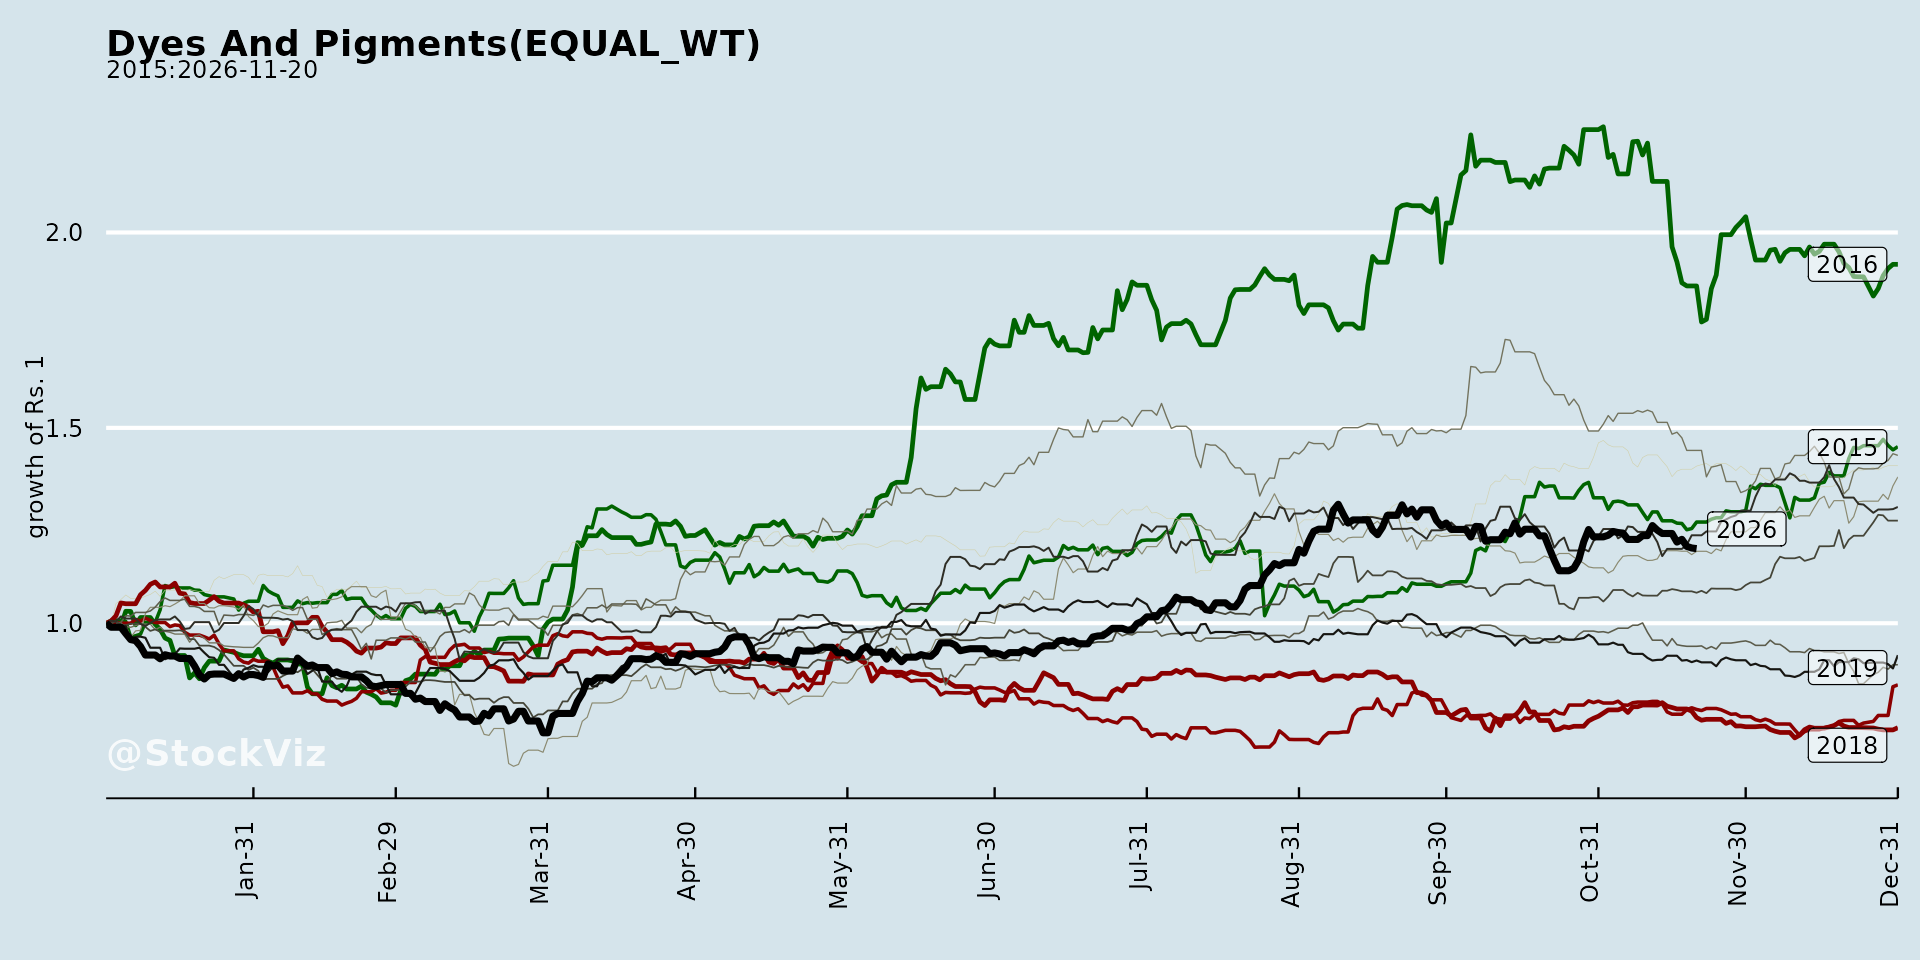 Dyes And Pigments(EQUAL_WT)
2015:2026-11-20
growth of Rs. 1
2.0
1.5
1.0
2016
2015
2026
2019
2018
@StockViz
Jan-31
Feb-29
Mar-31
Apr-30
May-31
Jun-30
Jul-31
Aug-31
Sep-30
Oct-31
Nov-30
Dec-31